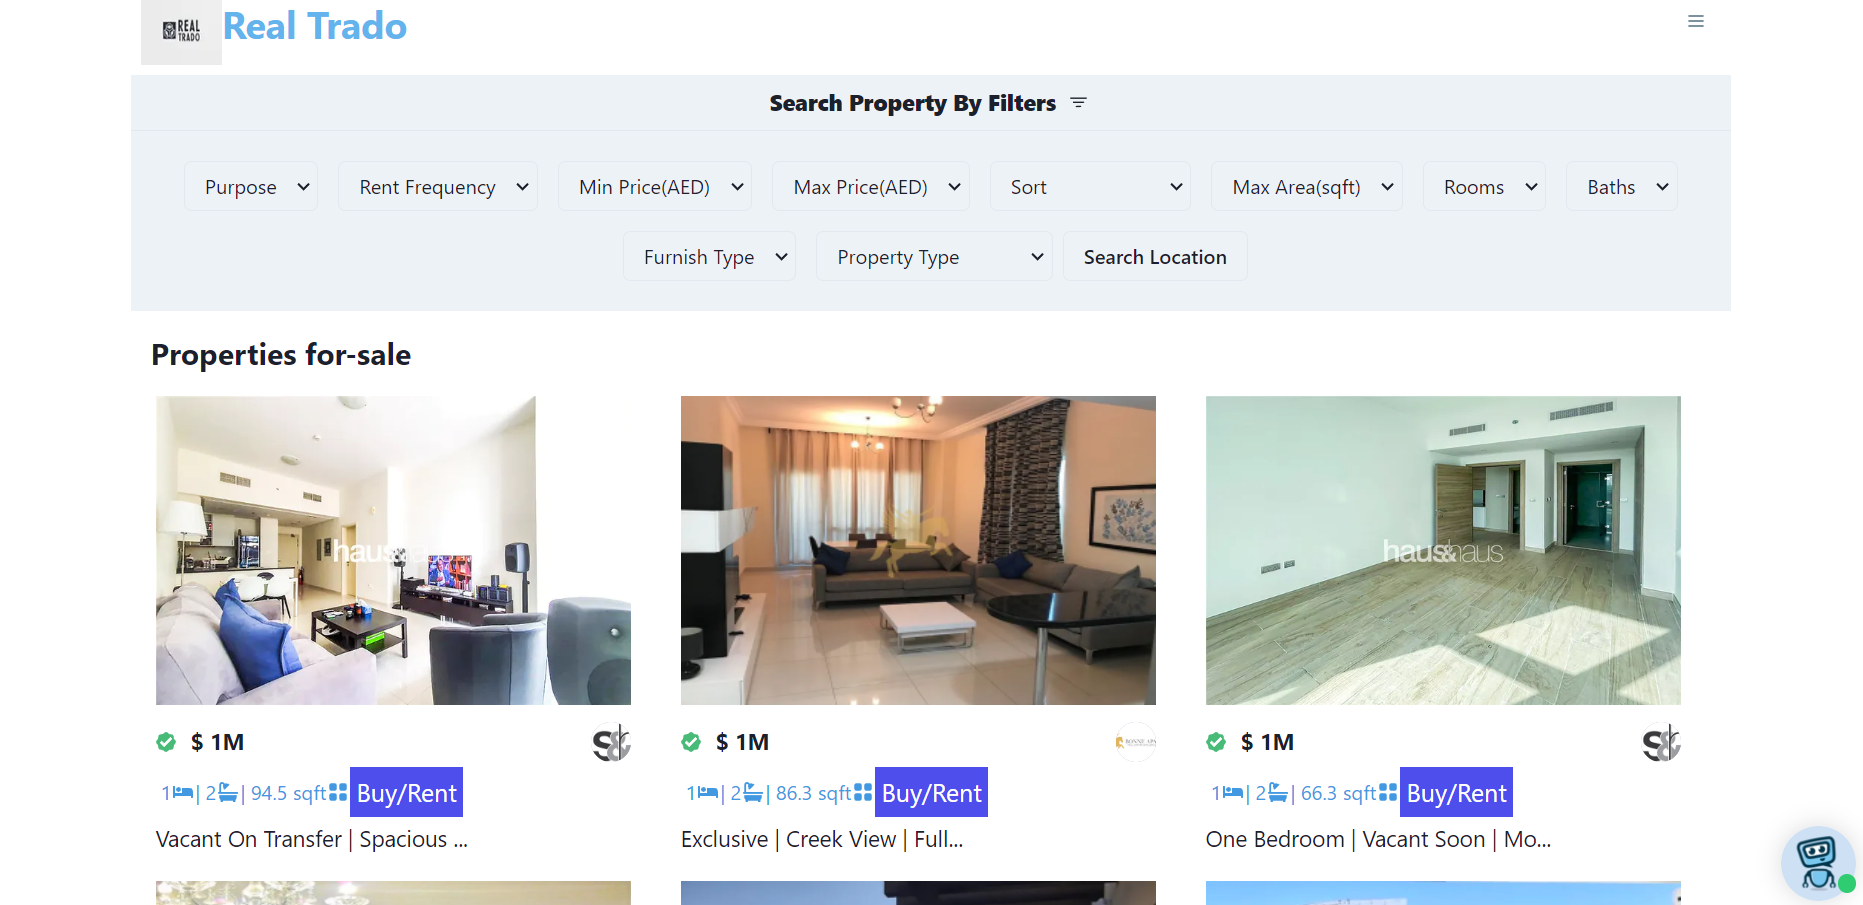 REAL
TRADO
Real Trado
Search Property By Filters
Purpose
Rent Frequency
Min Price(AED)
Max Price(AED)
Sort
Max Area(sqft)
Rooms
Baths
Furnish Type
Property Type
Search Location
Properties for-sale
haus&haus
$ 1M
1 | 2 | 94.5 sqft Buy/Rent
Vacant On Transfer | Spacious ...
$ 1M
1 | 2 | 86.3 sqft Buy/Rent
Exclusive | Creek View | Full...
haus&haus
$ 1M
1 | 2 | 66.3 sqft Buy/Rent
One Bedroom | Vacant Soon | Mo...